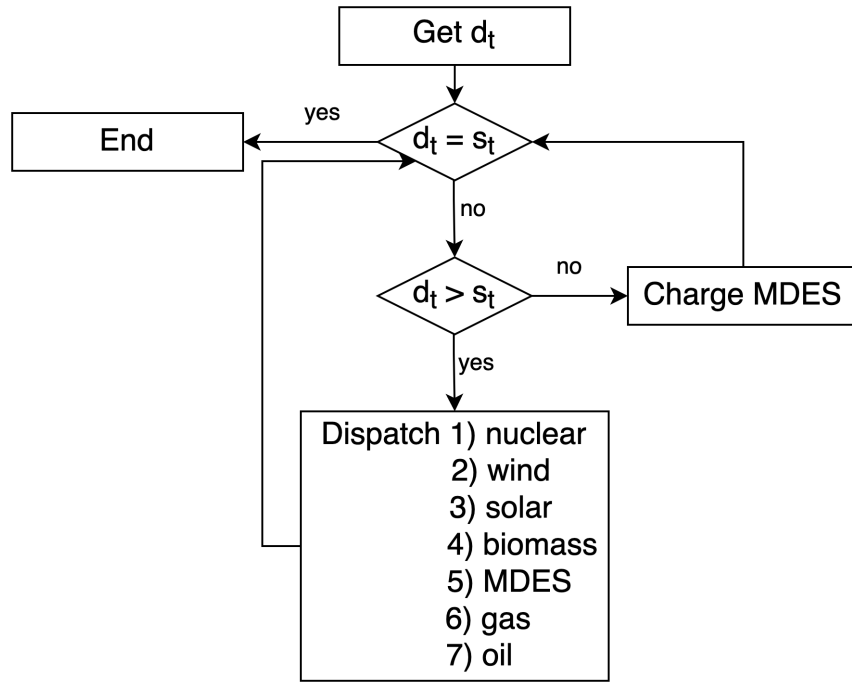 Get dₜ
yes
End
dₜ = sₜ
no
dₜ > sₜ
no
Charge MDES
yes
Dispatch 1) nuclear
2) wind
3) solar
4) biomass
5) MDES
6) gas
7) oil